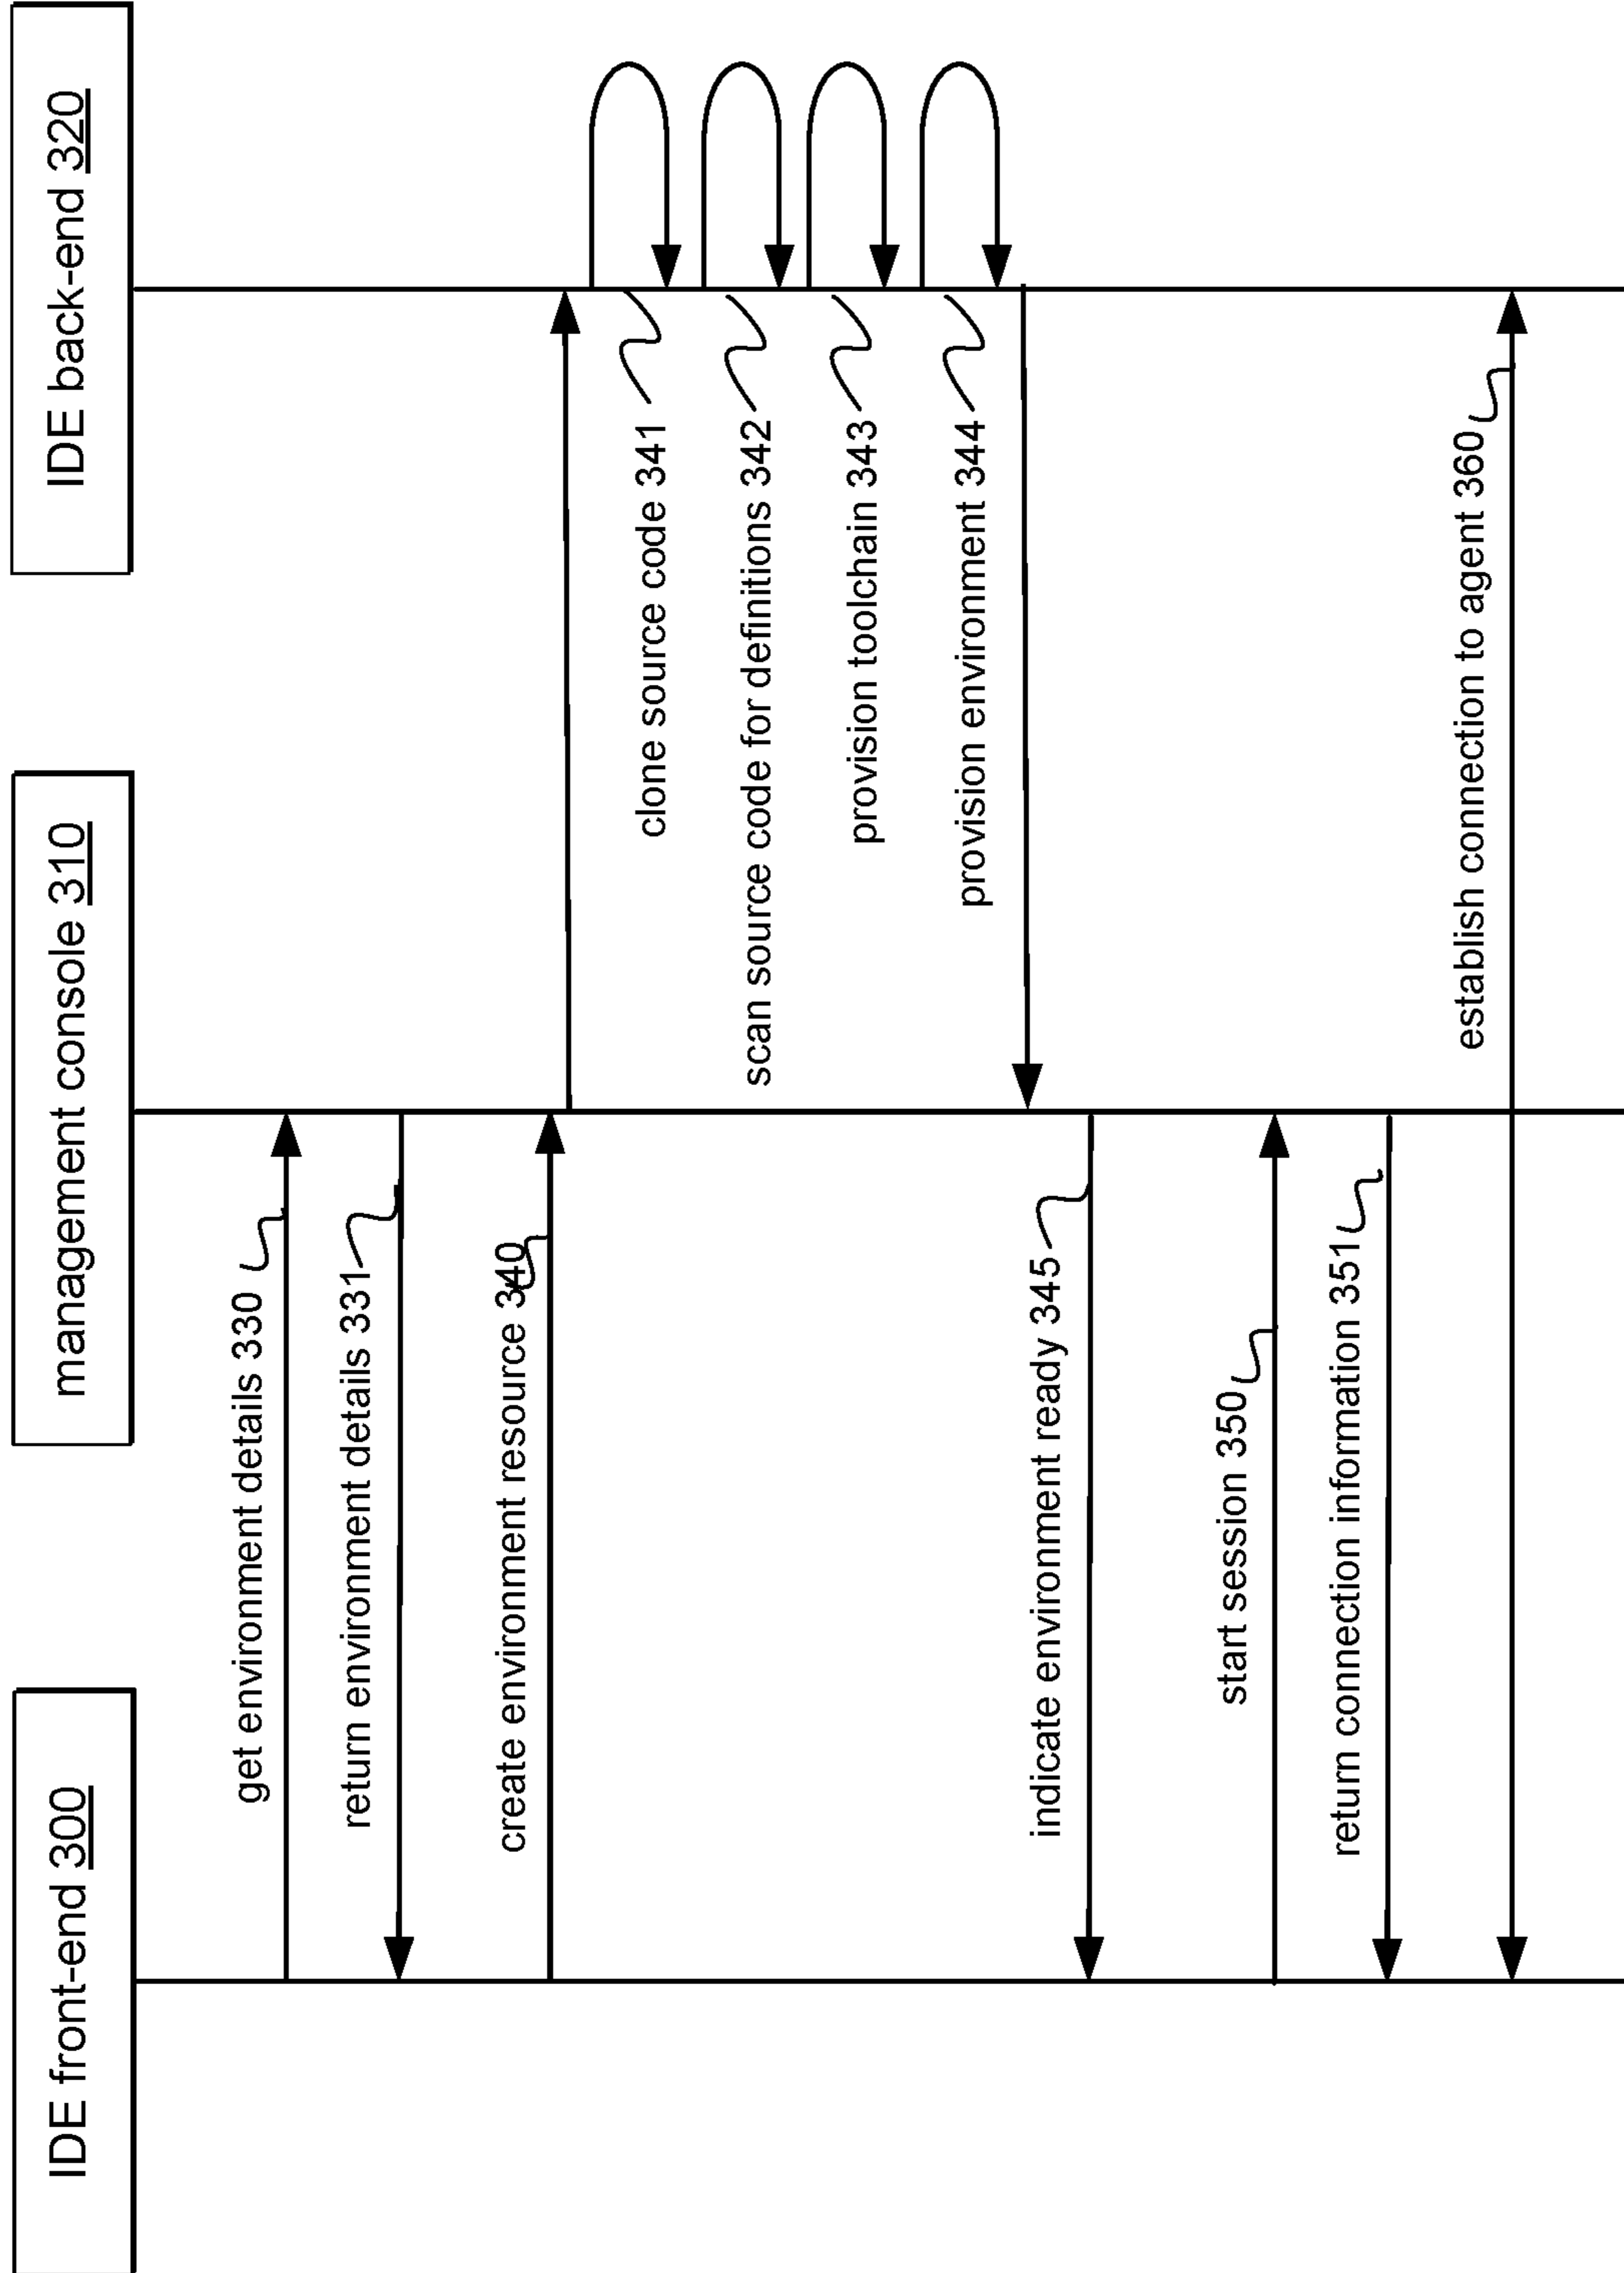 IDE front-end 300
management console 310
IDE back-end 320
get environment details 330
return environment details 331
create environment resource 340
clone source code 341
scan source code for definitions 342
provision toolchain 343
provision environment 344
indicate environment ready 345
start session 350
return connection information 351
establish connection to agent 360